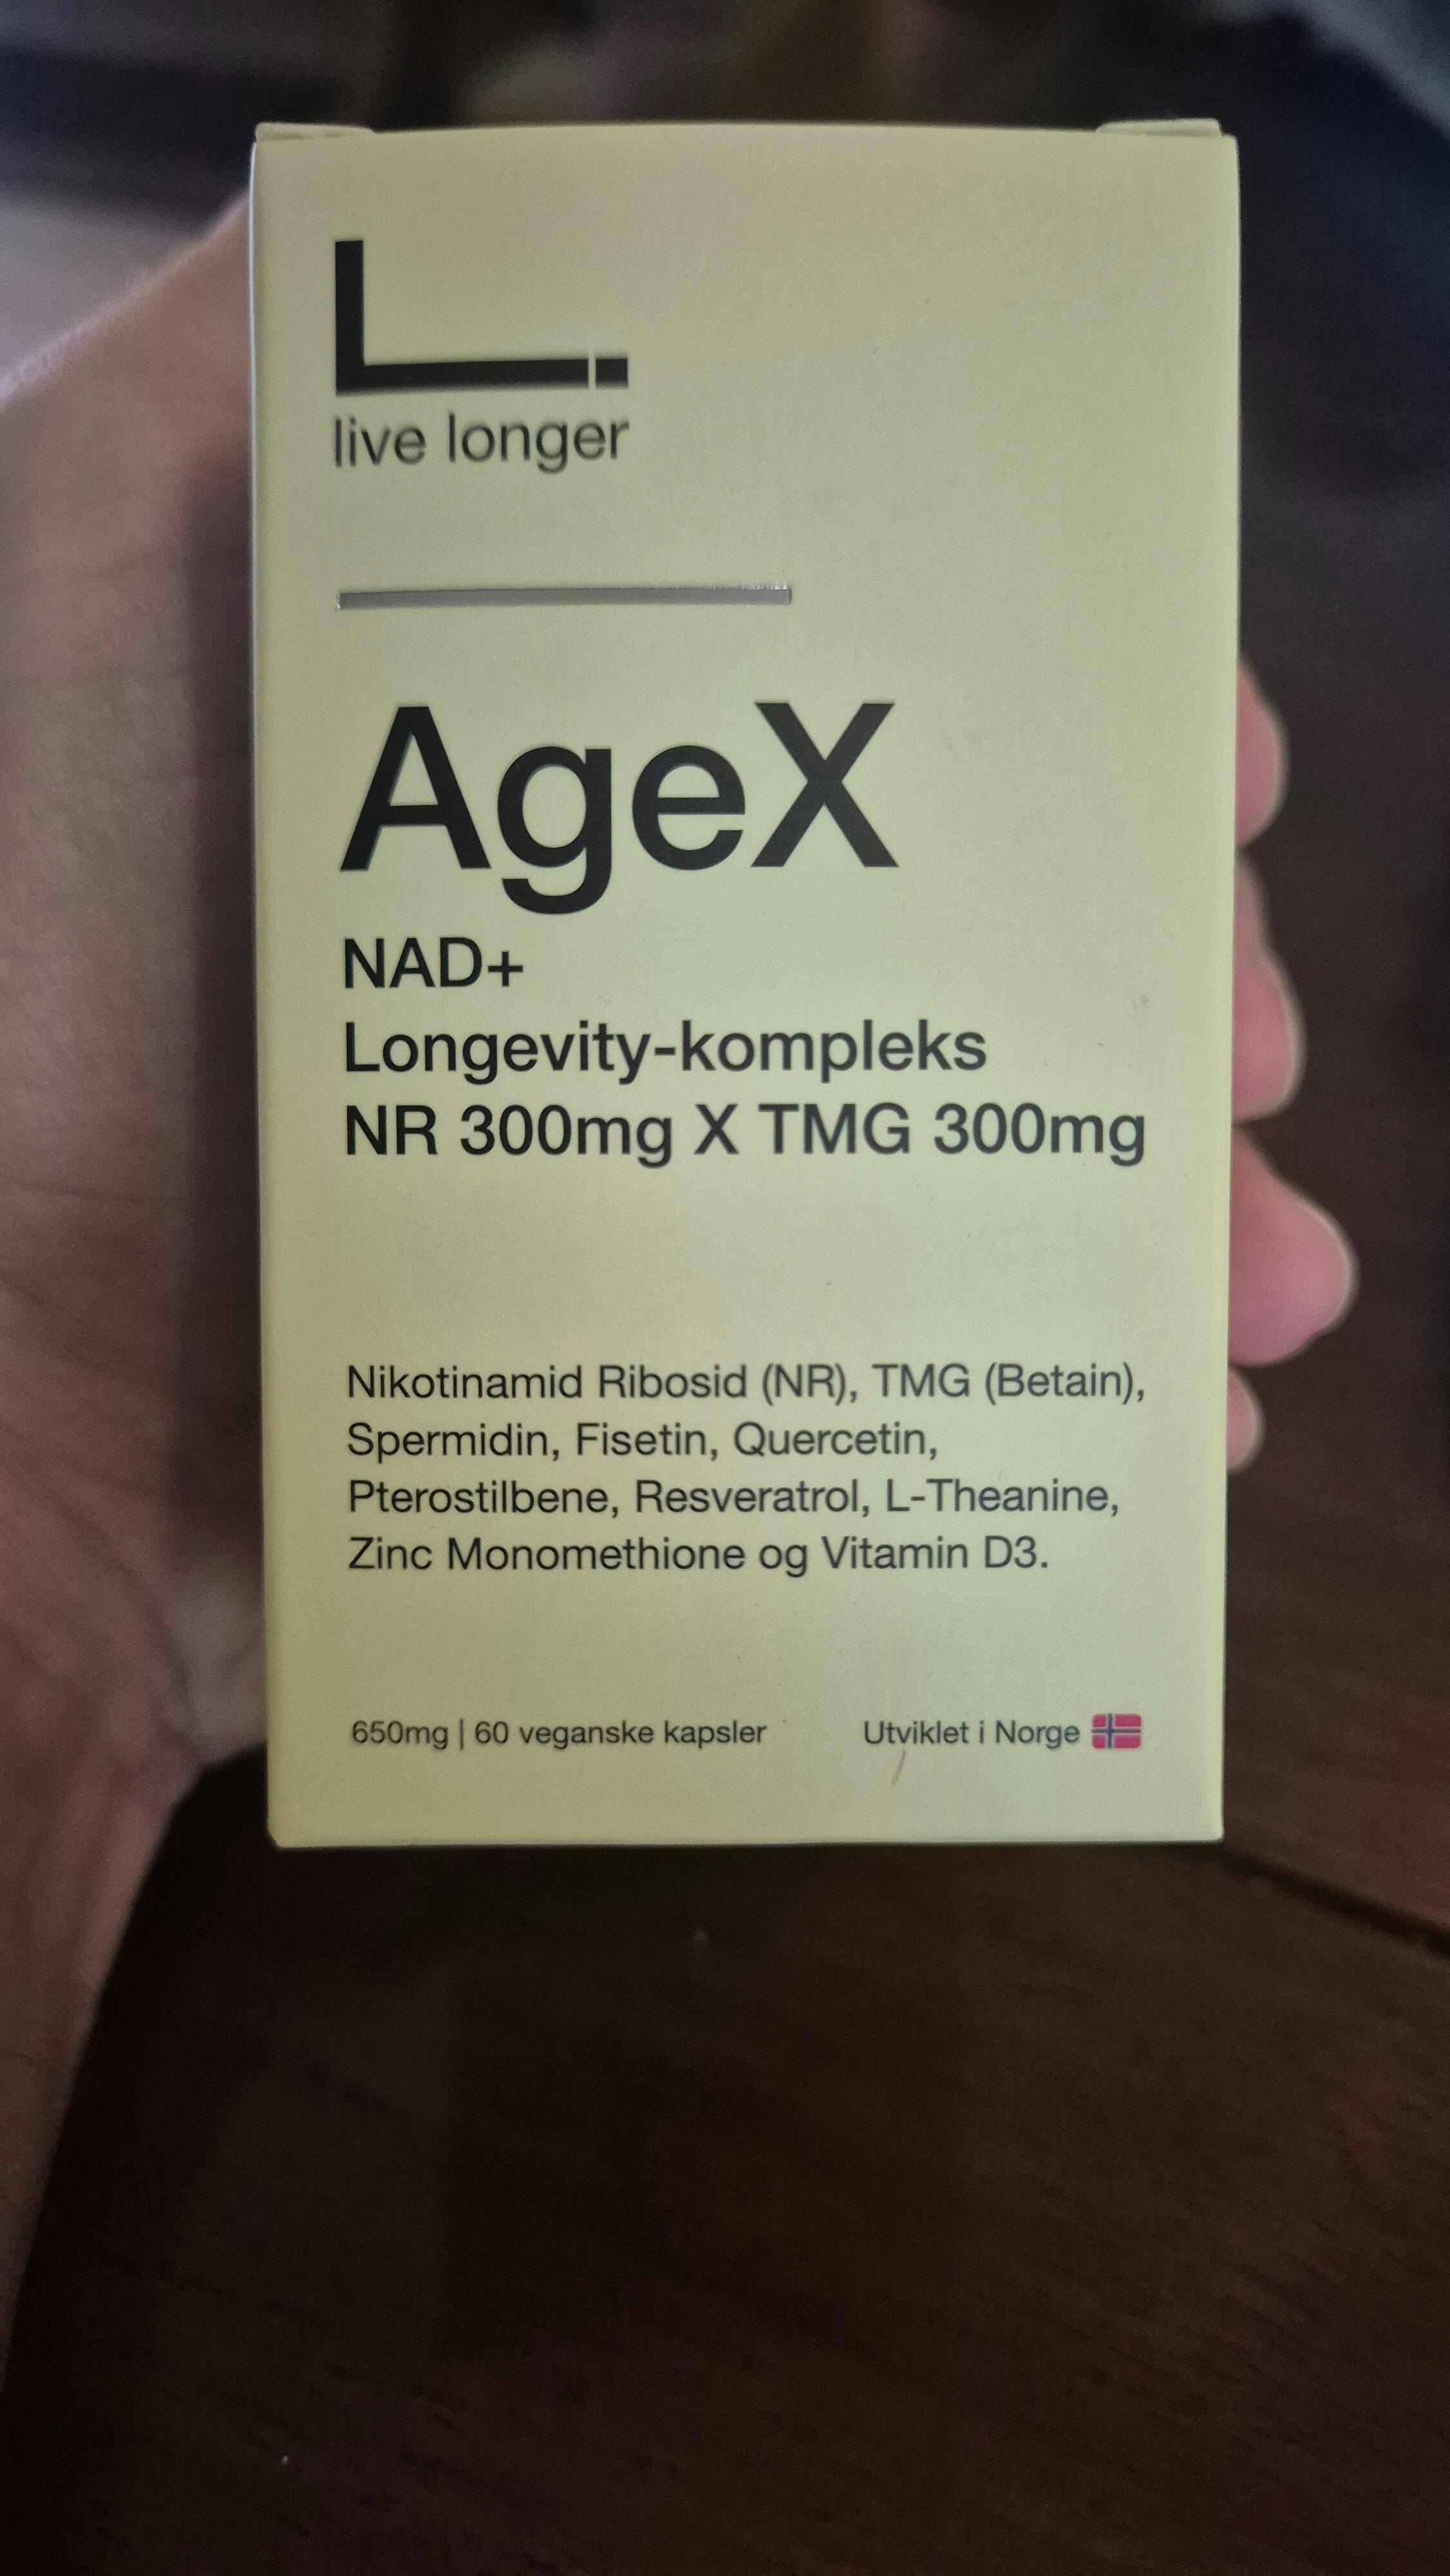 L.
live longer
AgeX
NAD+
Longevity-kompleks
NR 300mg X TMG 300mg
Nikotinamid Ribosid (NR), TMG (Betain),
Spermidin, Fisetin, Quercetin,
Pterostilbene, Resveratrol, L-Theanine,
Zinc Monomethione og Vitamin D3.
650mg | 60 veganske kapsler
Utviklet i Norge